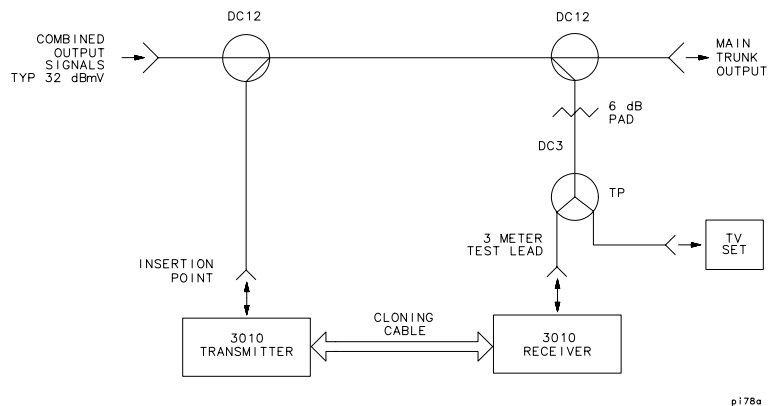 DC12
DC12
COMBINED
OUTPUT
SIGNALS
TYP 32 dBmV
MAIN
TRUNK
OUTPUT
6 dB
PAD
DC3
TP
3 METER
TEST LEAD
TV
SET
INSERTION
POINT
CLONING
CABLE
3010
TRANSMITTER
3010
RECEIVER
pi78a